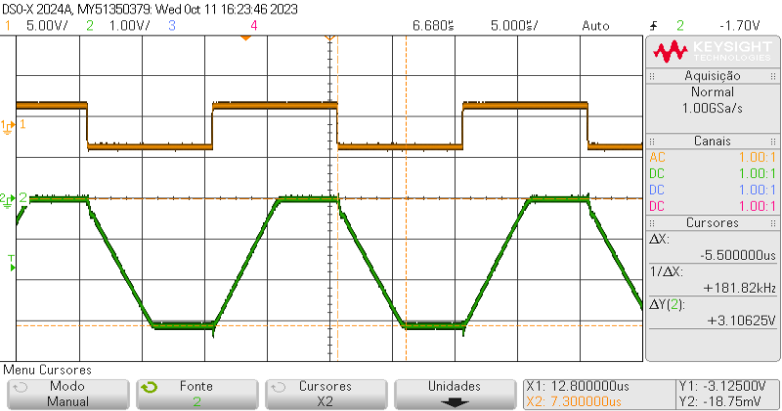 DSO-X 2024A, MY51350379: Wed Oct 11 16:23:46 2023
1 5.00V/ 2 1.00V/ 3 4 6.680s 5.000s/ Auto 2 -1.70V
KEYSIGHT
TECHNOLOGIES
Aquisição
Normal
1.00GSa/s
Canais
AC 1.00:1
DC 1.00:1
DC 1.00:1
DC 1.00:1
Cursores
ΔX:
-5.500000us
1/ΔX:
+181.82kHz
ΔY(2):
+3.10625V
1 1
2 2
T
Menu Cursores
Modo
Manual
Fonte
2
Cursores
X2
Unidades
X1: 12.800000us
X2: 7.300000us
Y1: -3.12500V
Y2: -18.75mV